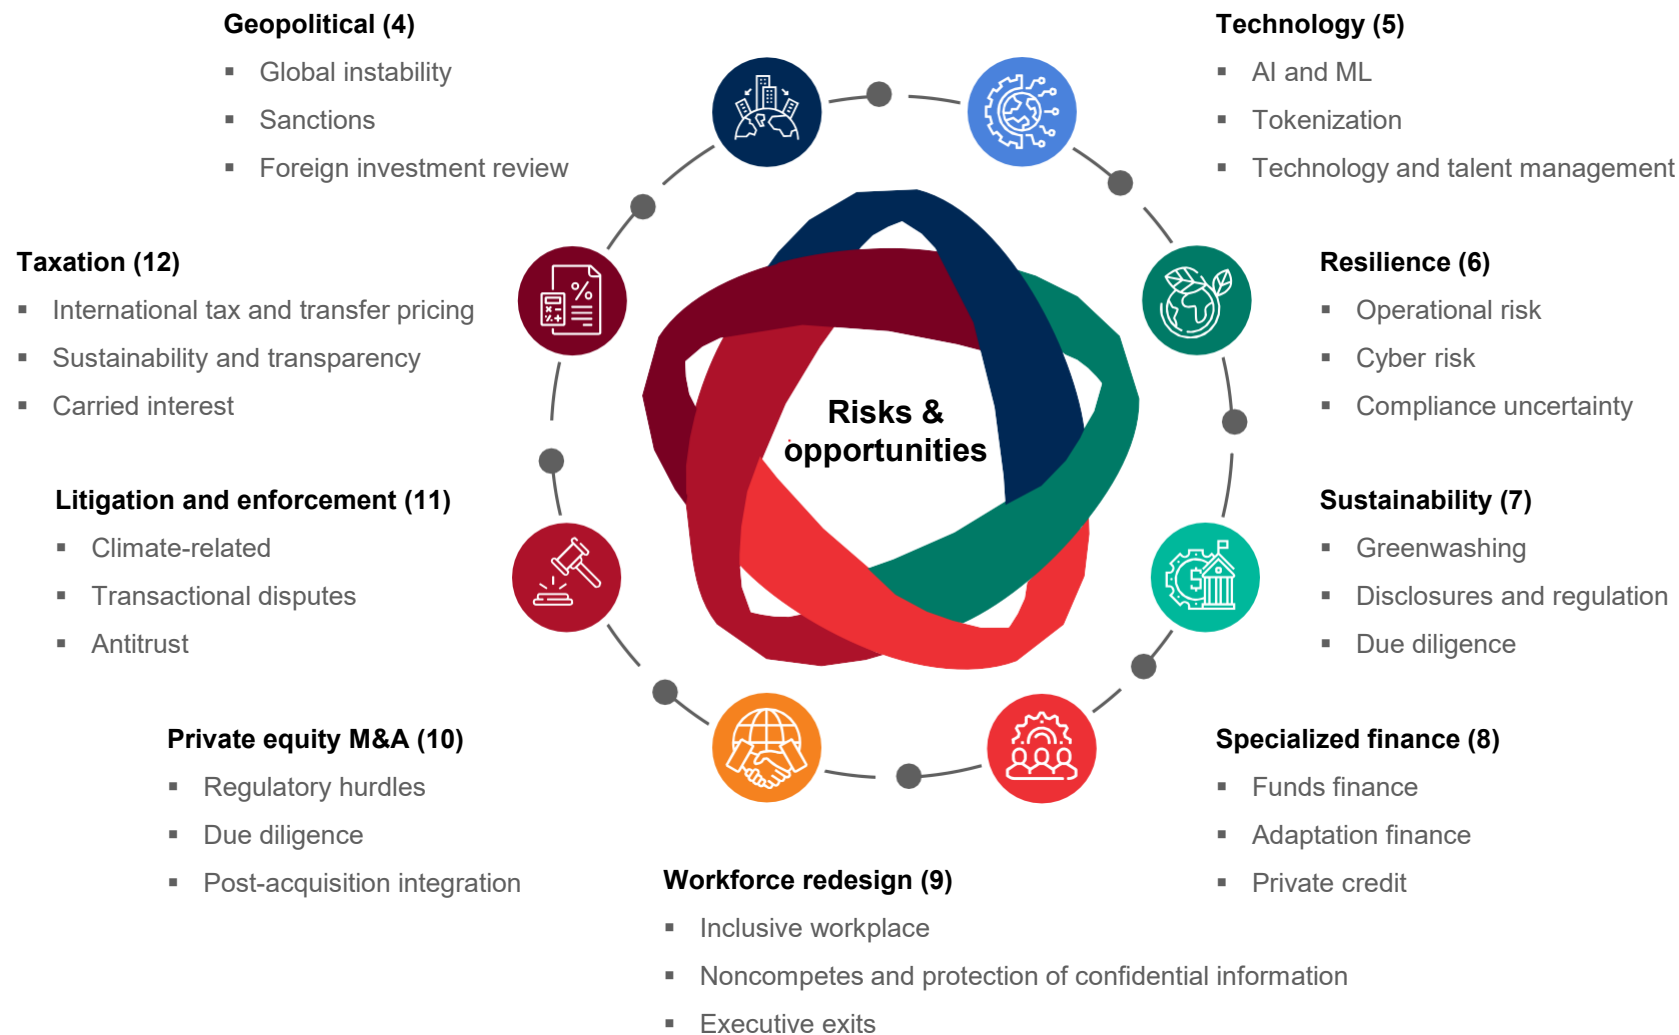 Geopolitical (4)
▪ Global instability
▪ Sanctions
▪ Foreign investment review
Technology (5)
▪ AI and ML
▪ Tokenization
▪ Technology and talent management
Taxation (12)
▪ International tax and transfer pricing
▪ Sustainability and transparency
▪ Carried interest
Resilience (6)
▪ Operational risk
▪ Cyber risk
▪ Compliance uncertainty
Risks &
opportunities
Litigation and enforcement (11)
▪ Climate-related
▪ Transactional disputes
▪ Antitrust
Sustainability (7)
▪ Greenwashing
▪ Disclosures and regulation
▪ Due diligence
Private equity M&A (10)
▪ Regulatory hurdles
▪ Due diligence
▪ Post-acquisition integration
Specialized finance (8)
▪ Funds finance
▪ Adaptation finance
▪ Private credit
Workforce redesign (9)
▪ Inclusive workplace
▪ Noncompetes and protection of confidential information
▪ Executive exits